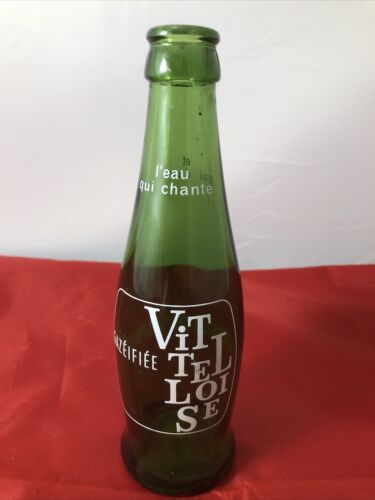 l'eau
qui chante
GAZÉIFIÉE
ViT
TEL
LOI
SE